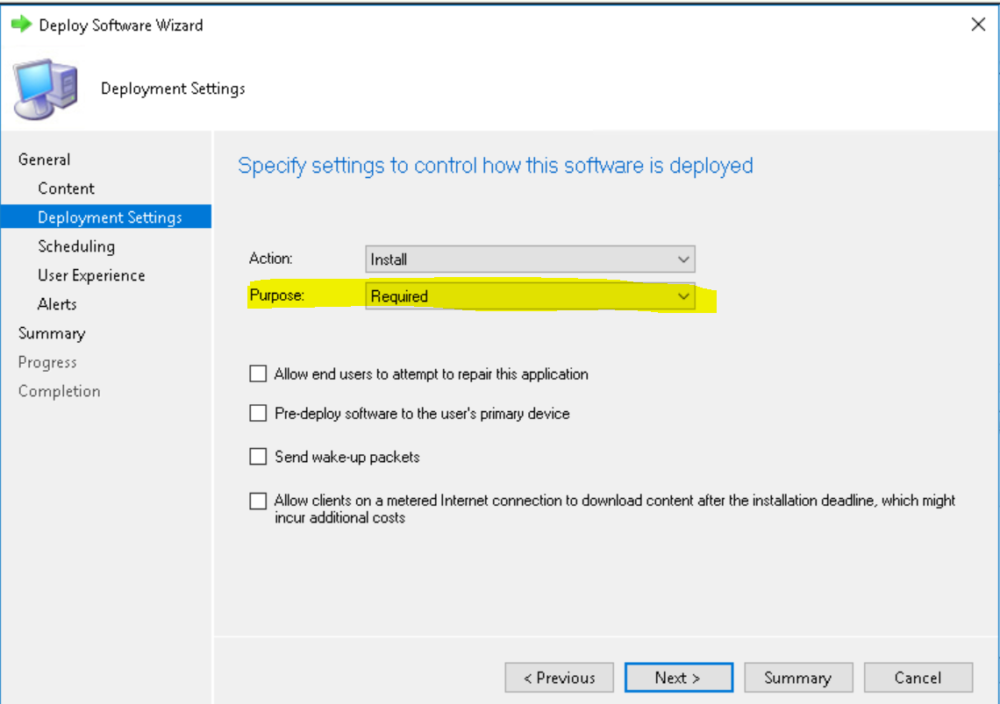 Deploy Software Wizard
Deployment Settings
General
Content
Deployment Settings
Scheduling
User Experience
Alerts
Summary
Progress
Completion
Specify settings to control how this software is deployed
Action:
Install
Purpose:
Required
Allow end users to attempt to repair this application
Pre-deploy software to the user's primary device
Send wake-up packets
Allow clients on a metered Internet connection to download content after the installation deadline, which might
incur additional costs
< Previous
Next >
Summary
Cancel